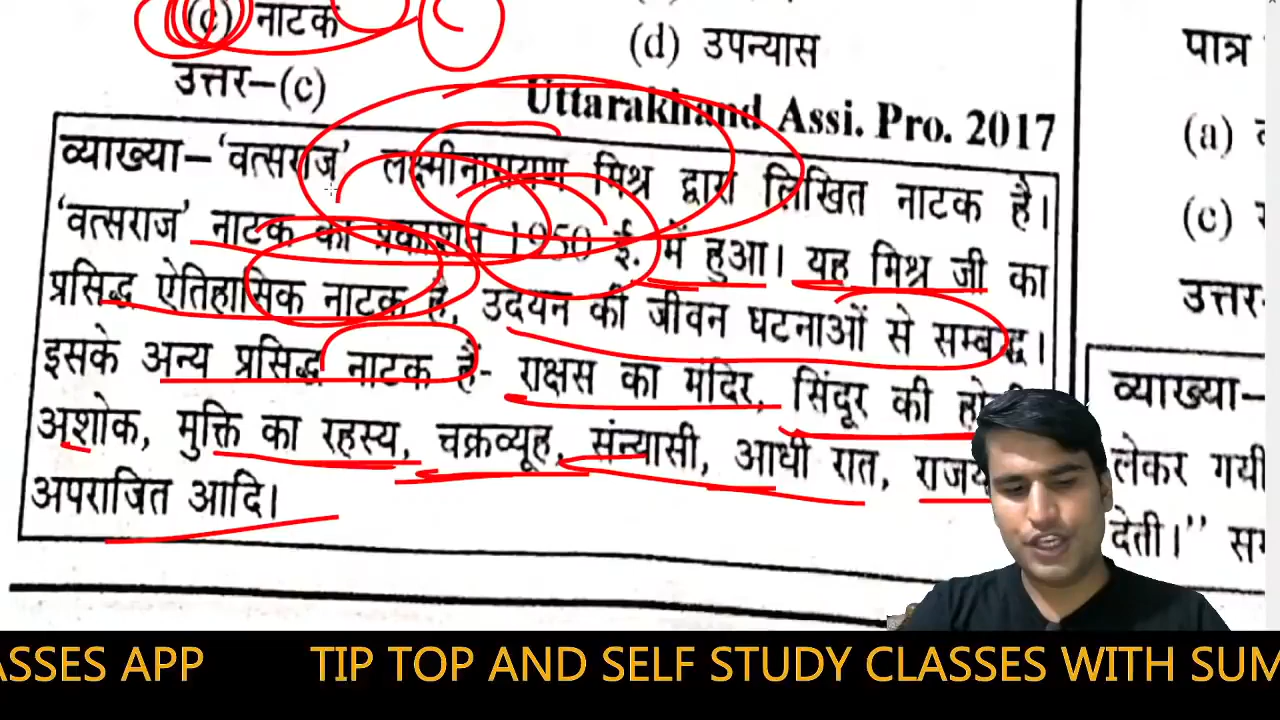 (c) नाटक
(d) उपन्यास
उत्तर–(c)
Uttarakhand Assi. Pro. 2017
व्याख्या–‘वत्सराज’ लक्ष्मीनारायण मिश्र द्वारा लिखित नाटक है।
‘वत्सराज’ नाटक का प्रकाशन 1950 ई. में हुआ। यह मिश्र जी का
प्रसिद्ध ऐतिहासिक नाटक है, उदयन की जीवन घटनाओं से सम्बद्ध।
इसके अन्य प्रसिद्ध नाटक हैं- राक्षस का मंदिर, सिंदूर की
अशोक, मुक्ति का रहस्य, चक्रव्यूह, संन्यासी, आधी रात,
अपराजित आदि।
पात्र
(a)
(c)
उत्तर-
व्याख्या–
लेकर गयी
देती।”
ASSES APP TIP TOP AND SELF STUDY CLASSES WITH SUM